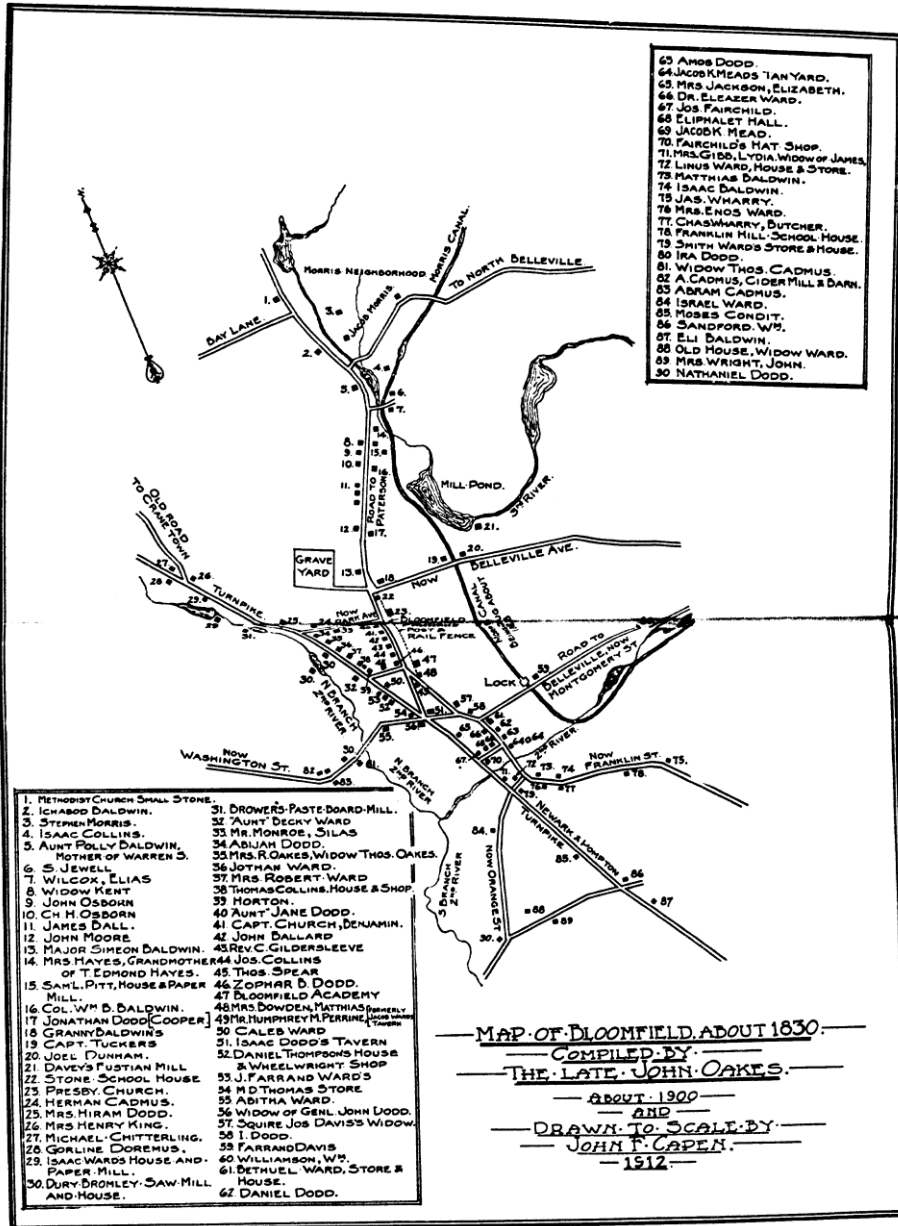 63 AMOS DODD.
64. JACOB K MEADS TAN YARD.
65. MRS JACKSON, ELIZABETH.
66. DR. ELEAZER WARD.
67. JOS. FAIRCHILD.
68 ELIPHALET HALL.
69. JACOB K. MEAD.
70. FAIRCHILD'S HAT SHOP.
71. MRS. GIBB, LYDIA. WIDOW OF JAMES,
72. LINUS WARD, HOUSE & STORE.
73. MATTHIAS BALDWIN.
74 ISAAC BALDWIN.
75 JAS. WHARRY.
76 MRS. ENOS WARD.
77. CHAS WHARRY, BUTCHER.
78. FRANKLIN HILL SCHOOL HOUSE
79 SMITH WARD'S STORE & HOUSE.
80 IRA DODD.
81. WIDOW THOS. CADMUS.
82 A. CADMUS, CIDER MILL & BARN.
83 ABRAM CADMUS.
84 ISRAEL WARD.
85. MOSES CONDIT.
86 SANDFORD. WM.
87. ELI BALDWIN.
88 OLD HOUSE, WIDOW WARD.
89 MRS. WRIGHT, JOHN.
90 NATHANIEL DODD.
MORRIS CANAL.
MORRIS NEIGHBORHOOD
TO NORTH BELLEVILLE
JACOB MORRIS
BAY LANE.
ROAD TO PATERSON
MILL POND.
3RD RIVER.
OLD ROAD
TO CRANE TOWN
TURNPIKE
GRAVE
YARD
NOW
BELLEVILLE AVE.
NOW
PARK AVE
BLOOMFIELD
POST &
RAIL FENCE
LOCK
ROAD TO
BELLEVILLE, NOW
MONTGOMERY ST
N BRANCH
2ND RIVER
NOW
WASHINGTON ST.
N BRANCH
2ND RIVER
2ND RIVER
NOW
FRANKLIN ST.
NEWARK & POMPTON
TURNPIKE
NOW ORANGE ST
S BRANCH
2ND RIVER
1. METHODIST CHURCH SMALL STONE.
2. ICHABOD BALDWIN.
3. STEPHEN MORRIS.
4. ISAAC COLLINS.
5. AUNT POLLY BALDWIN,
MOTHER OF WARREN S.
6. S. JEWELL
7. WILCOX, ELIAS
8. WIDOW KENT
9. JOHN OSBORN
10. CH H. OSBORN
11. JAMES BALL.
12. JOHN MOORE
13. MAJOR SIMEON BALDWIN.
14. MRS. HAYES, GRANDMOTHER
OF T. EDMOND HAYES.
15. SAM'L. PITT, HOUSE & PAPER
MILL.
16. COL. WM B. BALDWIN.
17 JONATHAN DODD [COOPER]
18 GRANNY BALDWIN'S
19 CAPT. TUCKERS
20. JOEL DUNHAM.
21. DAVEY'S FUSTIAN MILL
22. STONE SCHOOL HOUSE
23. PRESBY. CHURCH.
24. HERMAN CADMUS.
25. MRS. HIRAM DODD.
26. MRS HENRY KING.
27. MICHAEL CHITTERLING.
28. GORLINE DOREMUS,
29. ISAAC WARD'S HOUSE AND
PAPER MILL.
30. DURY-BROMLEY-SAW MILL
AND HOUSE.
31. BROWER'S PASTE-BOARD-MILL.
32 "AUNT" BECKY WARD
33. MR. MONROE, SILAS
34. ABIJAH DODD.
35. MRS. R. OAKES, WIDOW THOS. OAKES.
36 JOTHAN WARD.
37. MRS. ROBERT WARD
38 THOMAS COLLINS. HOUSE & SHOP.
39 HORTON.
40 "AUNT" JANE DODD.
41 CAPT. CHURCH, BENJAMIN.
42 JOHN BALLARD
43 REV. C. GILDERSLEEVE
44 JOS. COLLINS
45. THOS. SPEAR
46 ZOPHAR B. DODD.
47 BLOOMFIELD ACADEMY
48 MRS. BOWDEN, MATTHIAS
49 MR. HUMPHREY M. PERRINE, [FORMERLY JACOB WARD'S TAVERN
50 CALEB WARD
51. ISAAC DODD'S TAVERN
52 DANIEL THOMPSON'S HOUSE
& WHEELWRIGHT SHOP
53. J. FARRAND WARD'S
54 M D THOMAS STORE
55 ABITHA WARD.
56 WIDOW OF GENL. JOHN DODD.
57. SQUIRE JOS DAVIS'S WIDOW.
58 I. DODD.
59 FARRAND DAVIS
60 WILLIAMSON, WM.
61. BETHUEL WARD, STORE &
HOUSE.
62 DANIEL DODD.
MAP OF BLOOMFIELD. ABOUT 1830.
COMPILED BY
THE LATE JOHN OAKES.
ABOUT 1900
AND
DRAWN TO SCALE BY
JOHN F. CAPEN.
1912